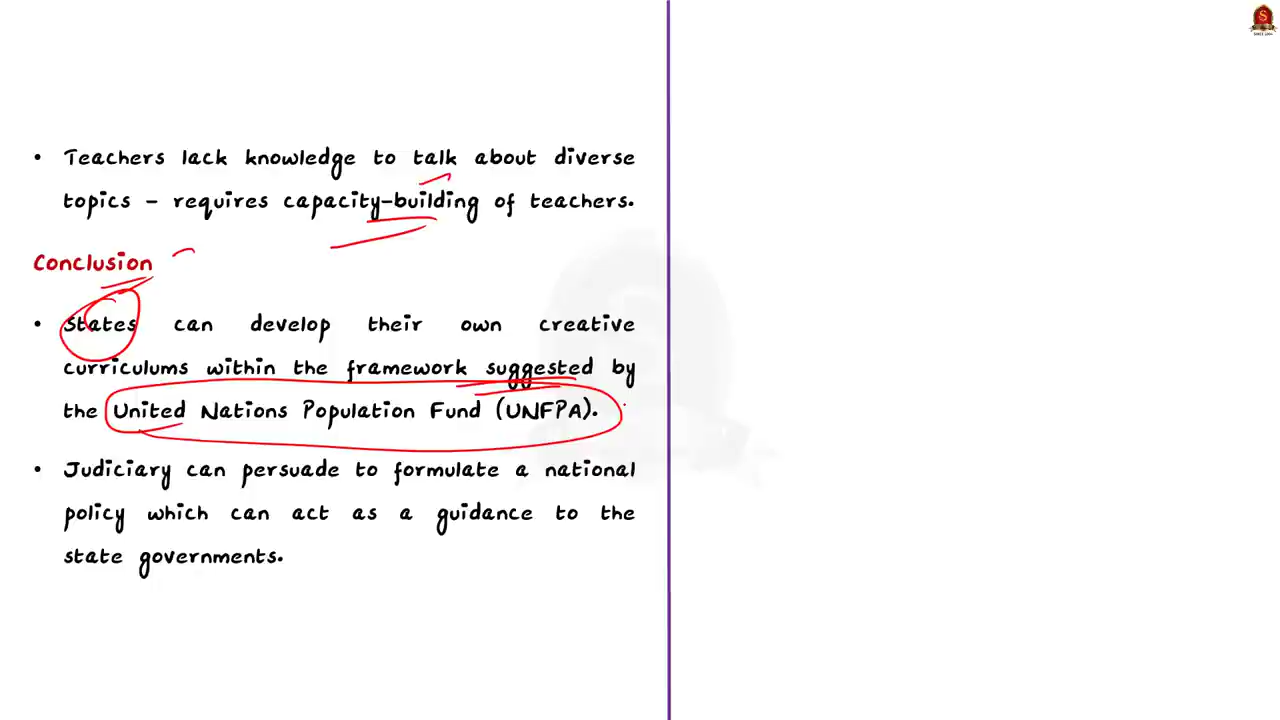 • Teachers lack knowledge to talk about diverse
topics – requires capacity-building of teachers.
Conclusion
• States can develop their own creative
curriculums within the framework suggested by
the United Nations Population Fund (UNFPA).
• Judiciary can persuade to formulate a national
policy which can act as a guidance to the
state governments.